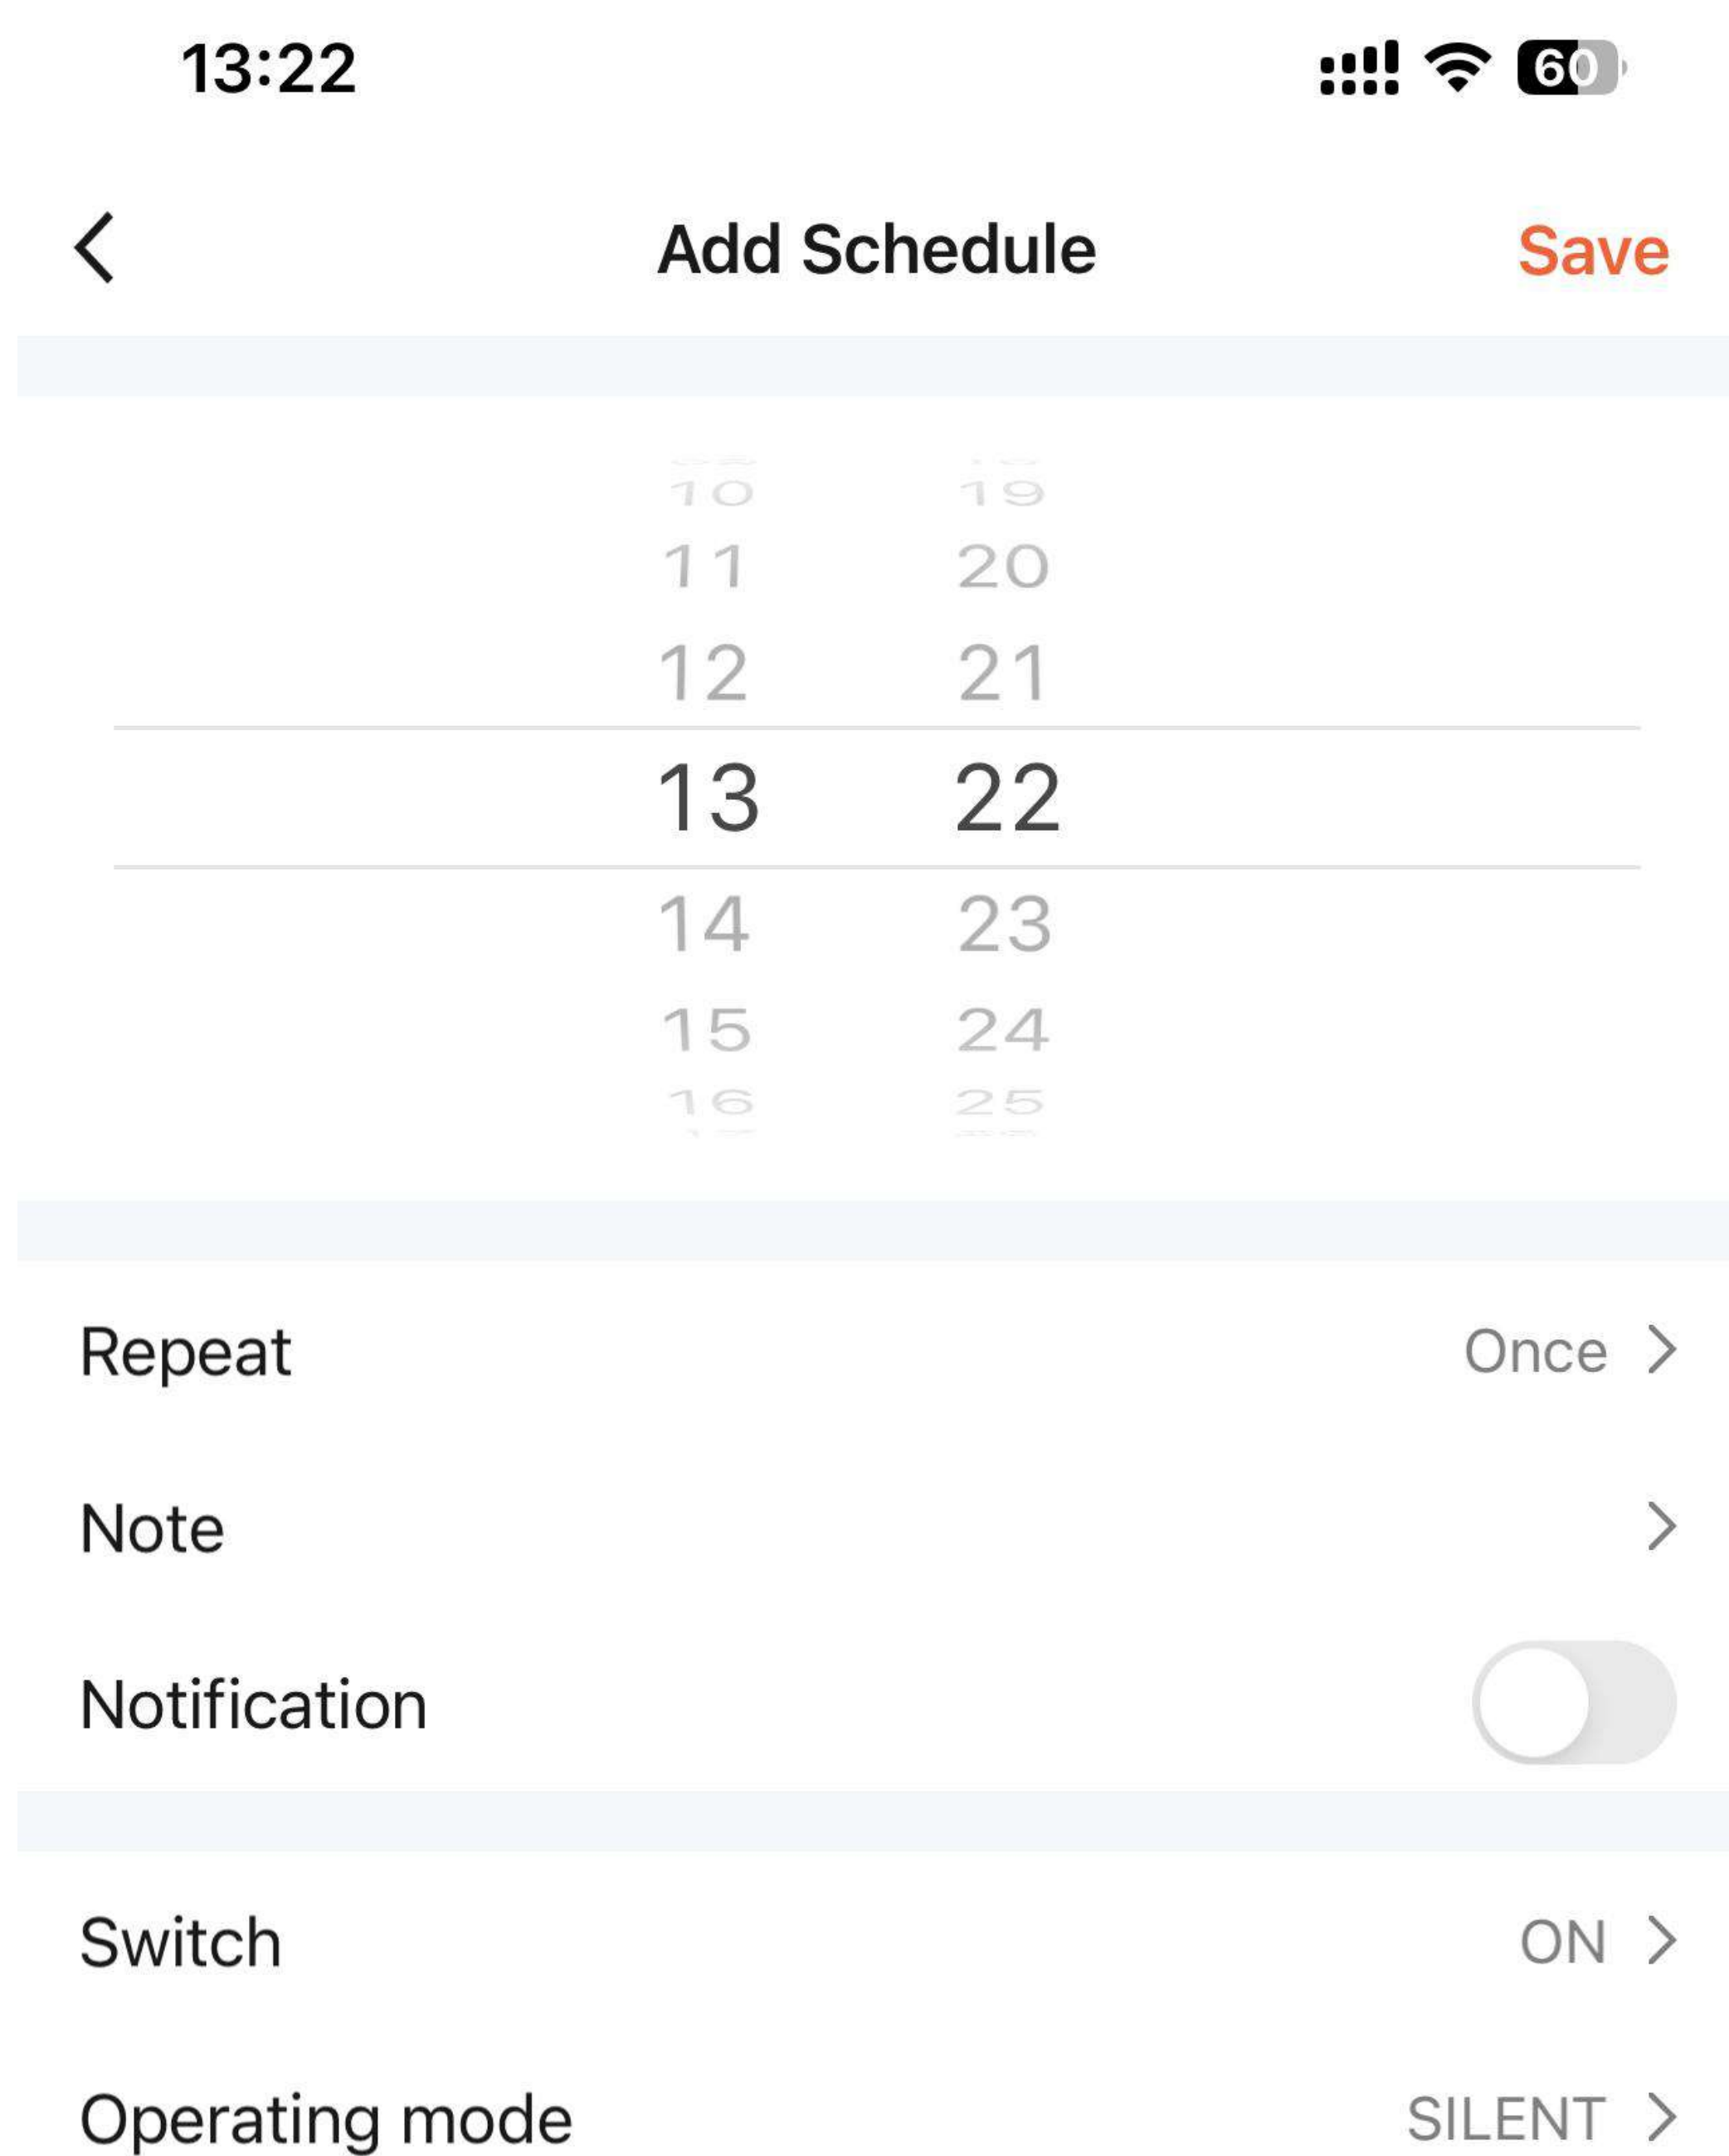 13:22 60
Add Schedule Save
10 19
11 20
12 21
13 22
14 23
15 24
16 25
Repeat Once
Note
Notification
Switch ON
Operating mode SILENT